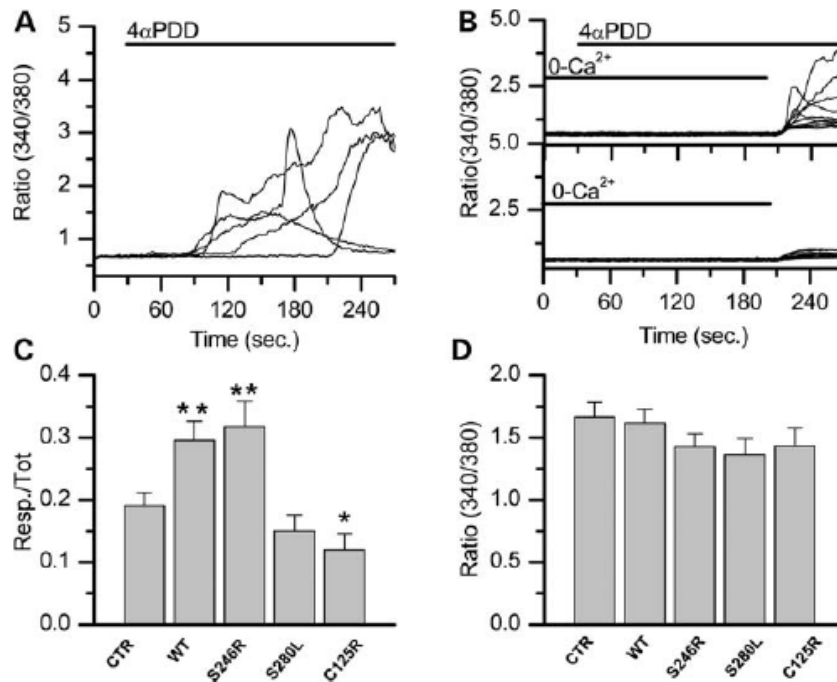 A
4αPDD
5
4
3
2
1
Ratio (340/380)
0 60 120 180 240
Time (sec.)
B
4αPDD
5.0
0-Ca²⁺
2.5
5.0
0-Ca²⁺
2.5
Ratio(340/380)
0 60 120 180 240
Time (sec.)
C
0.4
** **
0.3
0.2
*
0.1
0.0
Resp./Tot
CTR WT S246R S280L C125R
D
2.0
1.5
1.0
0.5
0.0
Ratio (340/380)
CTR WT S246R S280L C125R